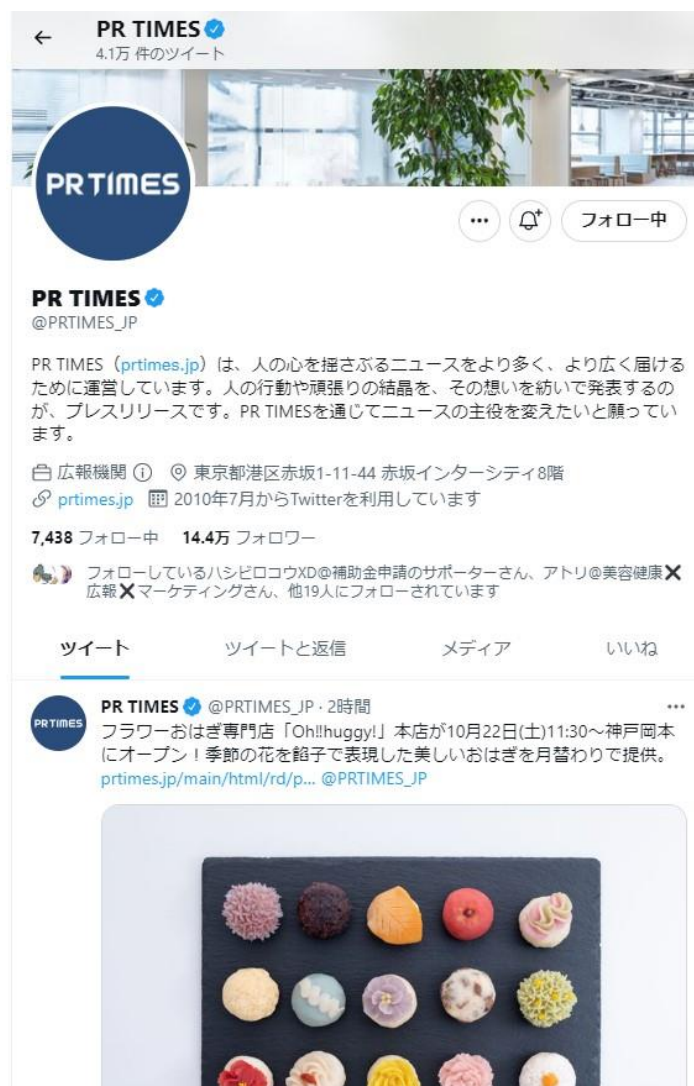 PR TIMES
4.1万 件のツイート
PR TIMES
フォロー中
PR TIMES
@PRTIMES_JP
PR TIMES（prtimes.jp）は、人の心を揺さぶるニュースをより多く、より広く届ける
ために運営しています。人の行動や頑張りの結晶を、その想いを紡いで発表するの
が、プレスリリースです。PR TIMESを通じてニュースの主役を変えたいと願ってい
ます。
広報機関 東京都港区赤坂1-11-44 赤坂インターシティ8階
prtimes.jp 2010年7月からTwitterを利用しています
7,438 フォロー中 14.4万 フォロワー
フォローしているハシビロコウXD@補助金申請のサポーターさん、アトリ@美容健康❌
広報❌マーケティングさん、他19人にフォローされています
ツイート ツイートと返信 メディア いいね
PR TIMES
PR TIMES @PRTIMES_JP · 2時間
フラワーおはぎ専門店「Oh!!huggy!」本店が10月22日(土)11:30～神戸岡本
にオープン！季節の花を餡子で表現した美しいおはぎを月替わりで提供。
prtimes.jp/main/html/rd/p... @PRTIMES_JP